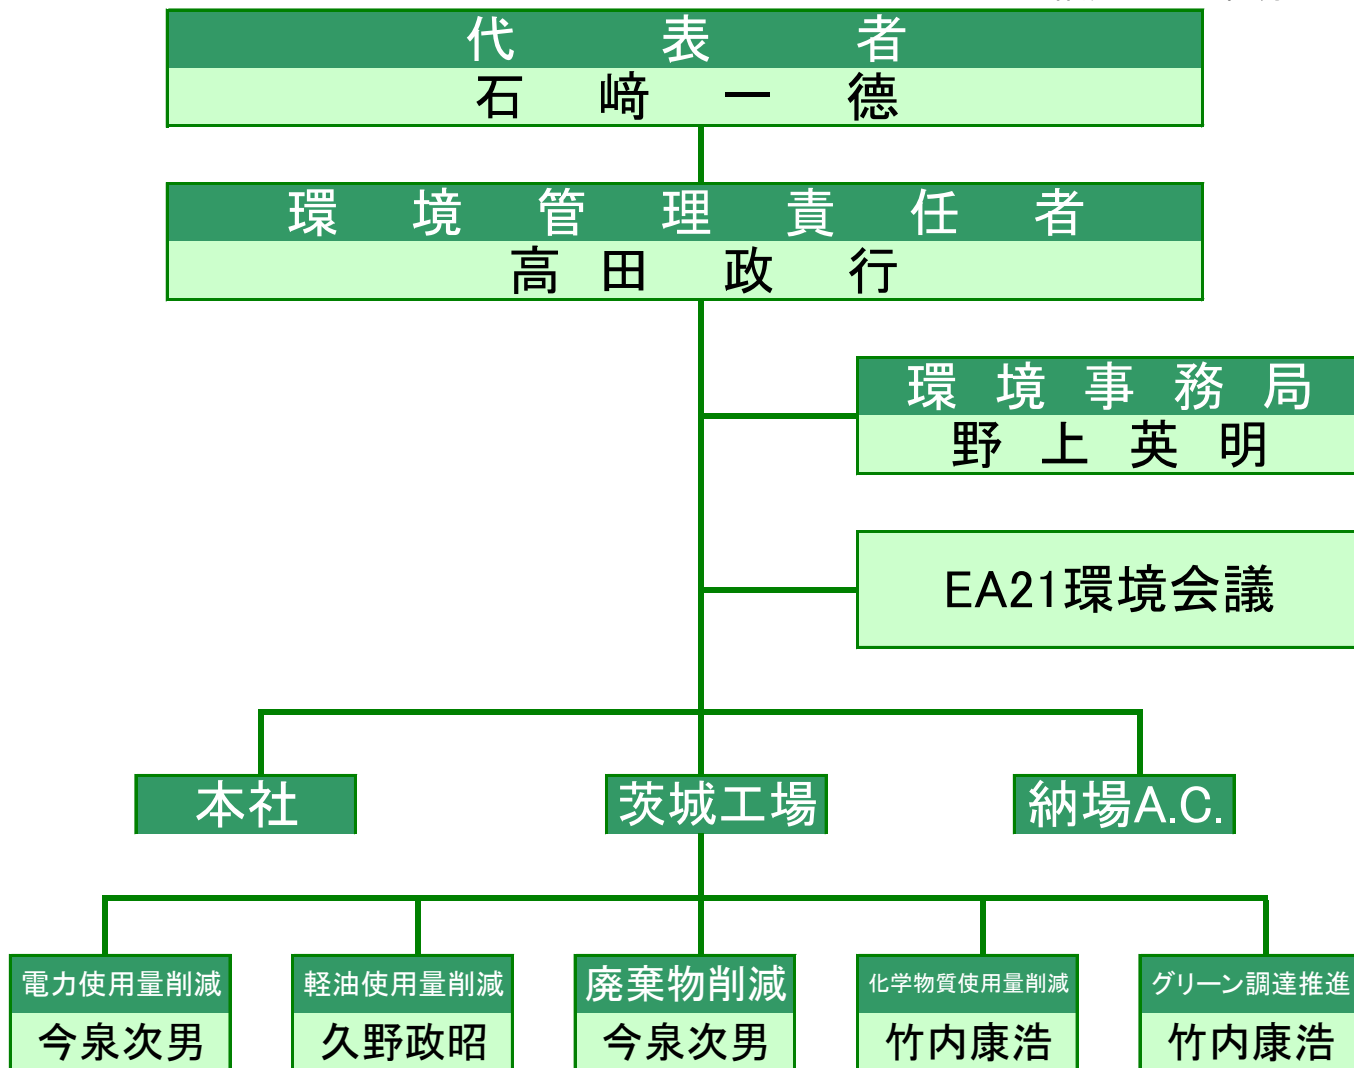 代表者
石﨑一德
環境管理責任者
高田政行
環境事務局
野上英明
EA21環境会議
本社
茨城工場
納場A.C.
電力使用量削減
軽油使用量削減
廃棄物削減
化学物質使用量削減
グリーン調達推進
今泉次男
久野政昭
今泉次男
竹内康浩
竹内康浩